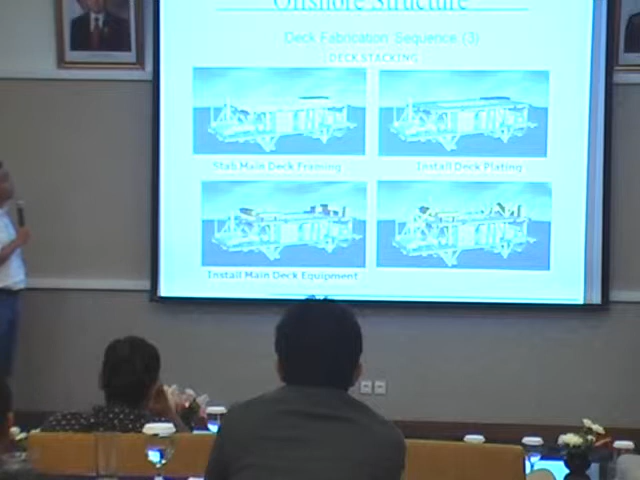 Offshore Structure
Deck Fabrication Sequence (3)
DECK STACKING
Stab Main Deck Framing
Install Deck Plating
Install Main Deck Equipment